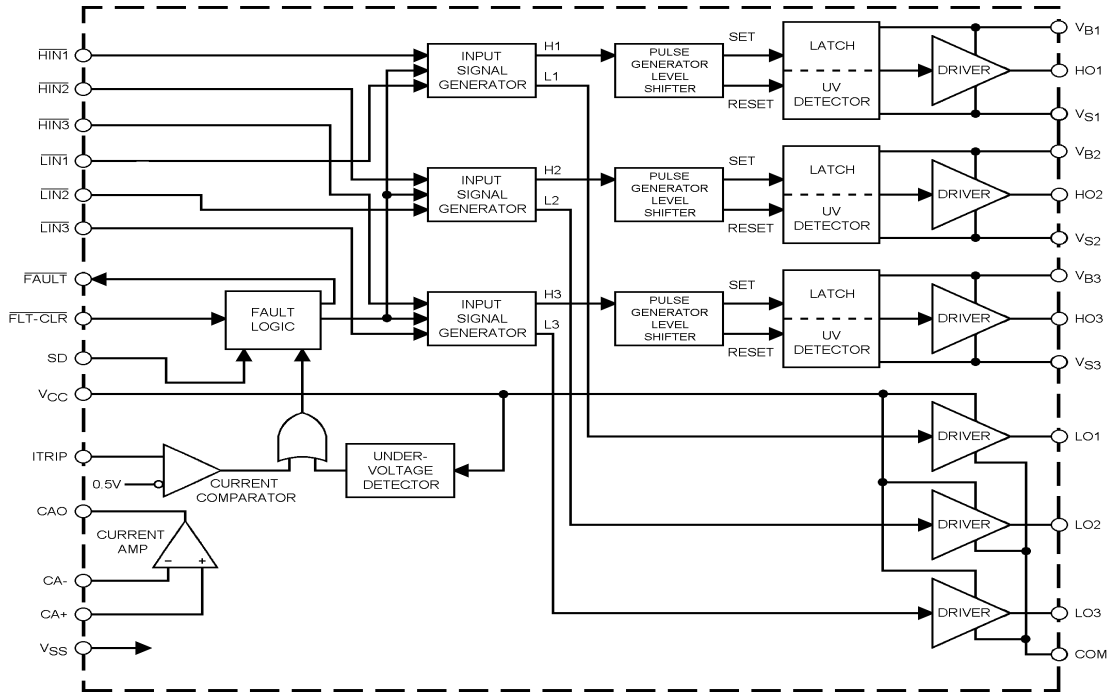 HIN1
HIN2
HIN3
LIN1
LIN2
LIN3
FAULT
FLT-CLR
SD
VCC
ITRIP
0.5V
CAO
CA-
CA+
VSS
INPUT
SIGNAL
GENERATOR
H1
L1
PULSE
GENERATOR
LEVEL
SHIFTER
SET
RESET
LATCH
UV
DETECTOR
DRIVER
VB1
HO1
VS1
INPUT
SIGNAL
GENERATOR
H2
L2
PULSE
GENERATOR
LEVEL
SHIFTER
SET
RESET
LATCH
UV
DETECTOR
DRIVER
VB2
HO2
VS2
FAULT
LOGIC
INPUT
SIGNAL
GENERATOR
H3
L3
PULSE
GENERATOR
LEVEL
SHIFTER
SET
RESET
LATCH
UV
DETECTOR
DRIVER
VB3
HO3
VS3
CURRENT
COMPARATOR
UNDER-
VOLTAGE
DETECTOR
CURRENT
AMP
−
+
DRIVER
LO1
DRIVER
LO2
DRIVER
LO3
COM